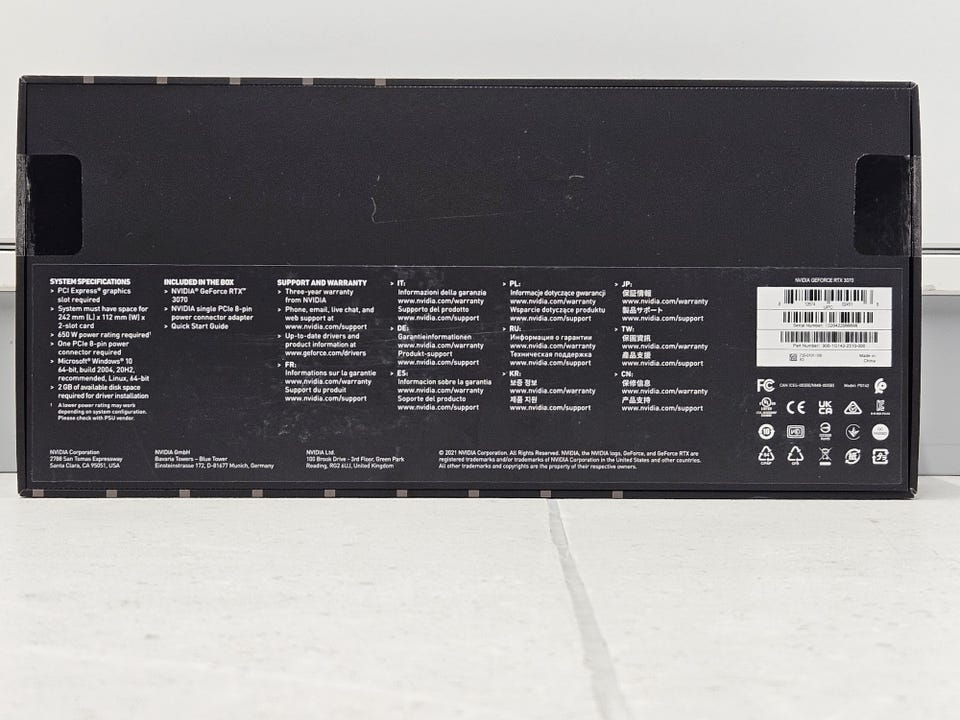 SYSTEM SPECIFICATIONS
> PCI Express® graphics
slot required
> System must have space for
242 mm [L] x 112 mm [W] x
2-slot card
> 650 W power rating required¹
> One PCIe 8-pin power
connector required
> Microsoft® Windows® 10
64-bit, build 2004, 20H2,
recommended, Linux, 64-bit
> 2 GB of available disk space
required for driver installation
¹ A lower power rating may work
depending on system configuration.
Please check with PSU vendor.
INCLUDED IN THE BOX
> NVIDIA® GeForce RTX™
3070
> NVIDIA single PCIe 8-pin
power connector adapter
> Quick Start Guide
SUPPORT AND WARRANTY
> Three-year warranty
from NVIDIA
> Phone, email, live chat, and
web support at
www.nvidia.com/support
> Up-to-date drivers and
product information at
www.geforce.com/drivers
> FR:
Informations sur la garantie
www.nvidia.com/warranty
Support du produit
www.nvidia.com/support
> IT:
Informazioni della garanzia
www.nvidia.com/warranty
Supporto del prodotto
www.nvidia.com/support
> DE:
Garantieinformationen
www.nvidia.com/warranty
Produkt-support
www.nvidia.com/support
> ES:
Informacion sobre la garantia
www.nvidia.com/warranty
Soporte del producto
www.nvidia.com/support
> PL:
Informacje dotyczące gwarancji
www.nvidia.com/warranty
Wsparcie dotyczące produktu
www.nvidia.com/support
> RU:
Информация о гарантии
www.nvidia.com/warranty
Техническая поддержка
www.nvidia.com/support
> KR:
보증 정보
www.nvidia.com/warranty
제품 지원
www.nvidia.com/support
> JP:
保証情報
www.nvidia.com/warranty
製品サポート
www.nvidia.com/support
> TW:
保固資訊
www.nvidia.com/warranty
產品支援
www.nvidia.com/support
> CN:
保修信息
www.nvidia.com/warranty
产品支持
www.nvidia.com/support
NVIDIA GEFORCE RTX 3070
UPC
Serial Number:
Part Number:
Made in
China
FC
Model: PG142
UL
LISTED
CE
UK
CA
10
NVIDIA Corporation
2788 San Tomas Expressway
Santa Clara, CA 95051, USA
NVIDIA GmbH
Bavaria Towers – Blue Tower
Einsteinstrasse 172, D-81677 Munich, Germany
NVIDIA Ltd.
100 Brook Drive - 3rd Floor, Green Park
Reading, RG2 6UJ, United Kingdom
© 2021 NVIDIA Corporation. All Rights Reserved. NVIDIA, the NVIDIA logo, GeForce, and GeForce RTX are
registered trademarks and/or trademarks of NVIDIA Corporation in the United States and other countries.
All other trademarks and copyrights are the property of their respective owners.